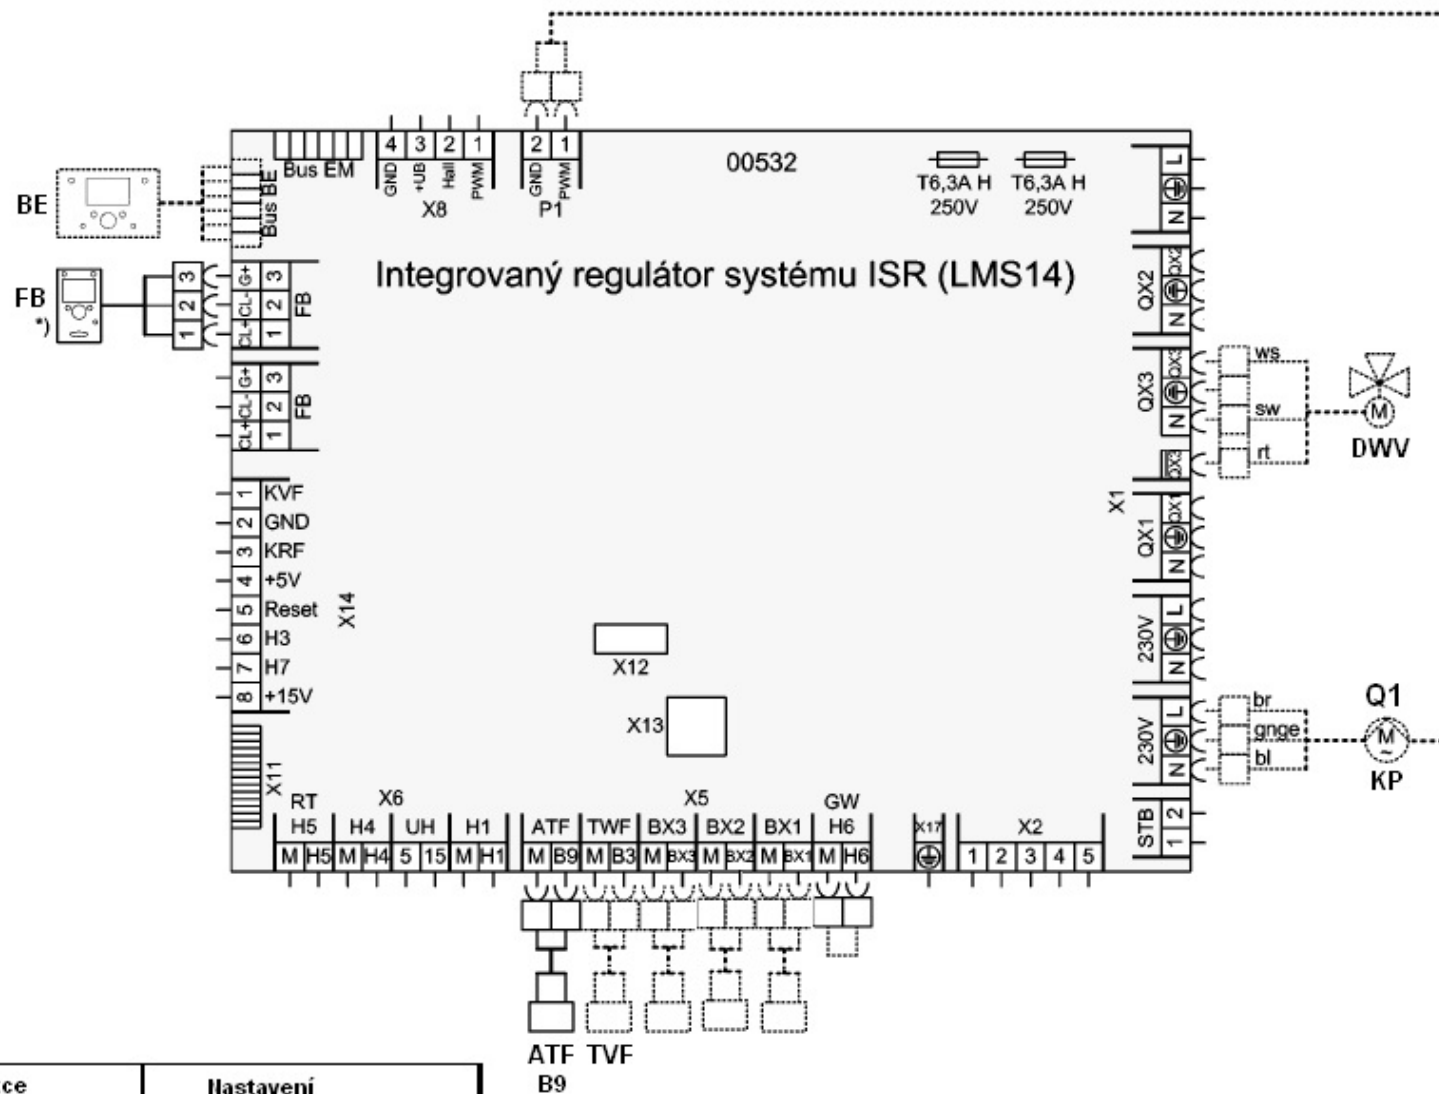 4 3 2 1
2 1
GND +UB Hall PWM
GND PWM
Bus EM
X8
P1
00532
T6,3A H
250V
T6,3A H
250V
L
N
BE
Bus BE
Integrovaný regulátor systému ISR (LMS14)
FB
*)
3
2
1
G+
CL-
CL+
3
2
1
FB
G+
CL-
CL+
3
2
1
FB
QX2
QX2
N
QX3
QX3
N
QX3
ws
sw
rt
M
DWV
X1
1 KVF
2 GND
3 KRF
4 +5V
5 Reset
6 H3
7 H7
8 +15V
X14
QX1
QX1
N
230V
L
N
X12
X13
230V
L
N
br
gnge
bl
Q1
M
~
KP
X11
STB
2
1
RT
X6
X5
GW
H5 H4 UH H1 ATF TWF BX3 BX2 BX1 H6
X17
X2
M H5 M H4 5 15 M H1 M B9 M B3 M BX3 M BX2 M BX1 M H6
1 2 3 4 5
ATF TVF
B9
ce
Nastavení